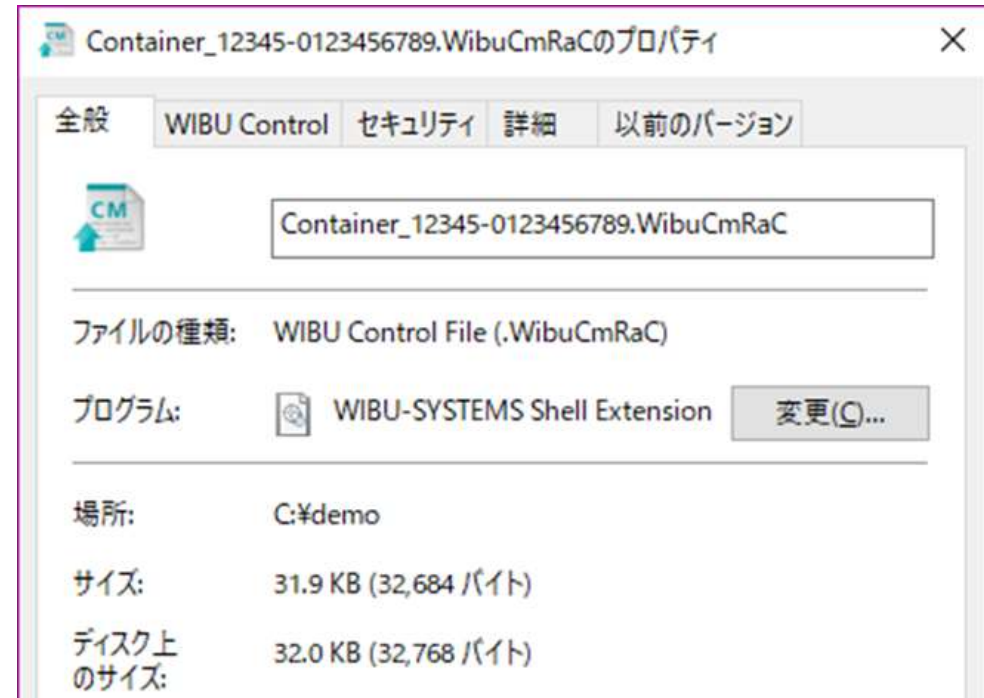 Container_12345-0123456789.WibuCmRaCのプロパティ
全般 WIBU Control セキュリティ 詳細 以前のバージョン
CM
Container_12345-0123456789.WibuCmRaC
ファイルの種類: WIBU Control File (.WibuCmRaC)
プログラム: WIBU-SYSTEMS Shell Extension 変更(C)...
場所: C:¥demo
サイズ: 31.9 KB (32,684 バイト)
ディスク上
のサイズ: 32.0 KB (32,768 バイト)